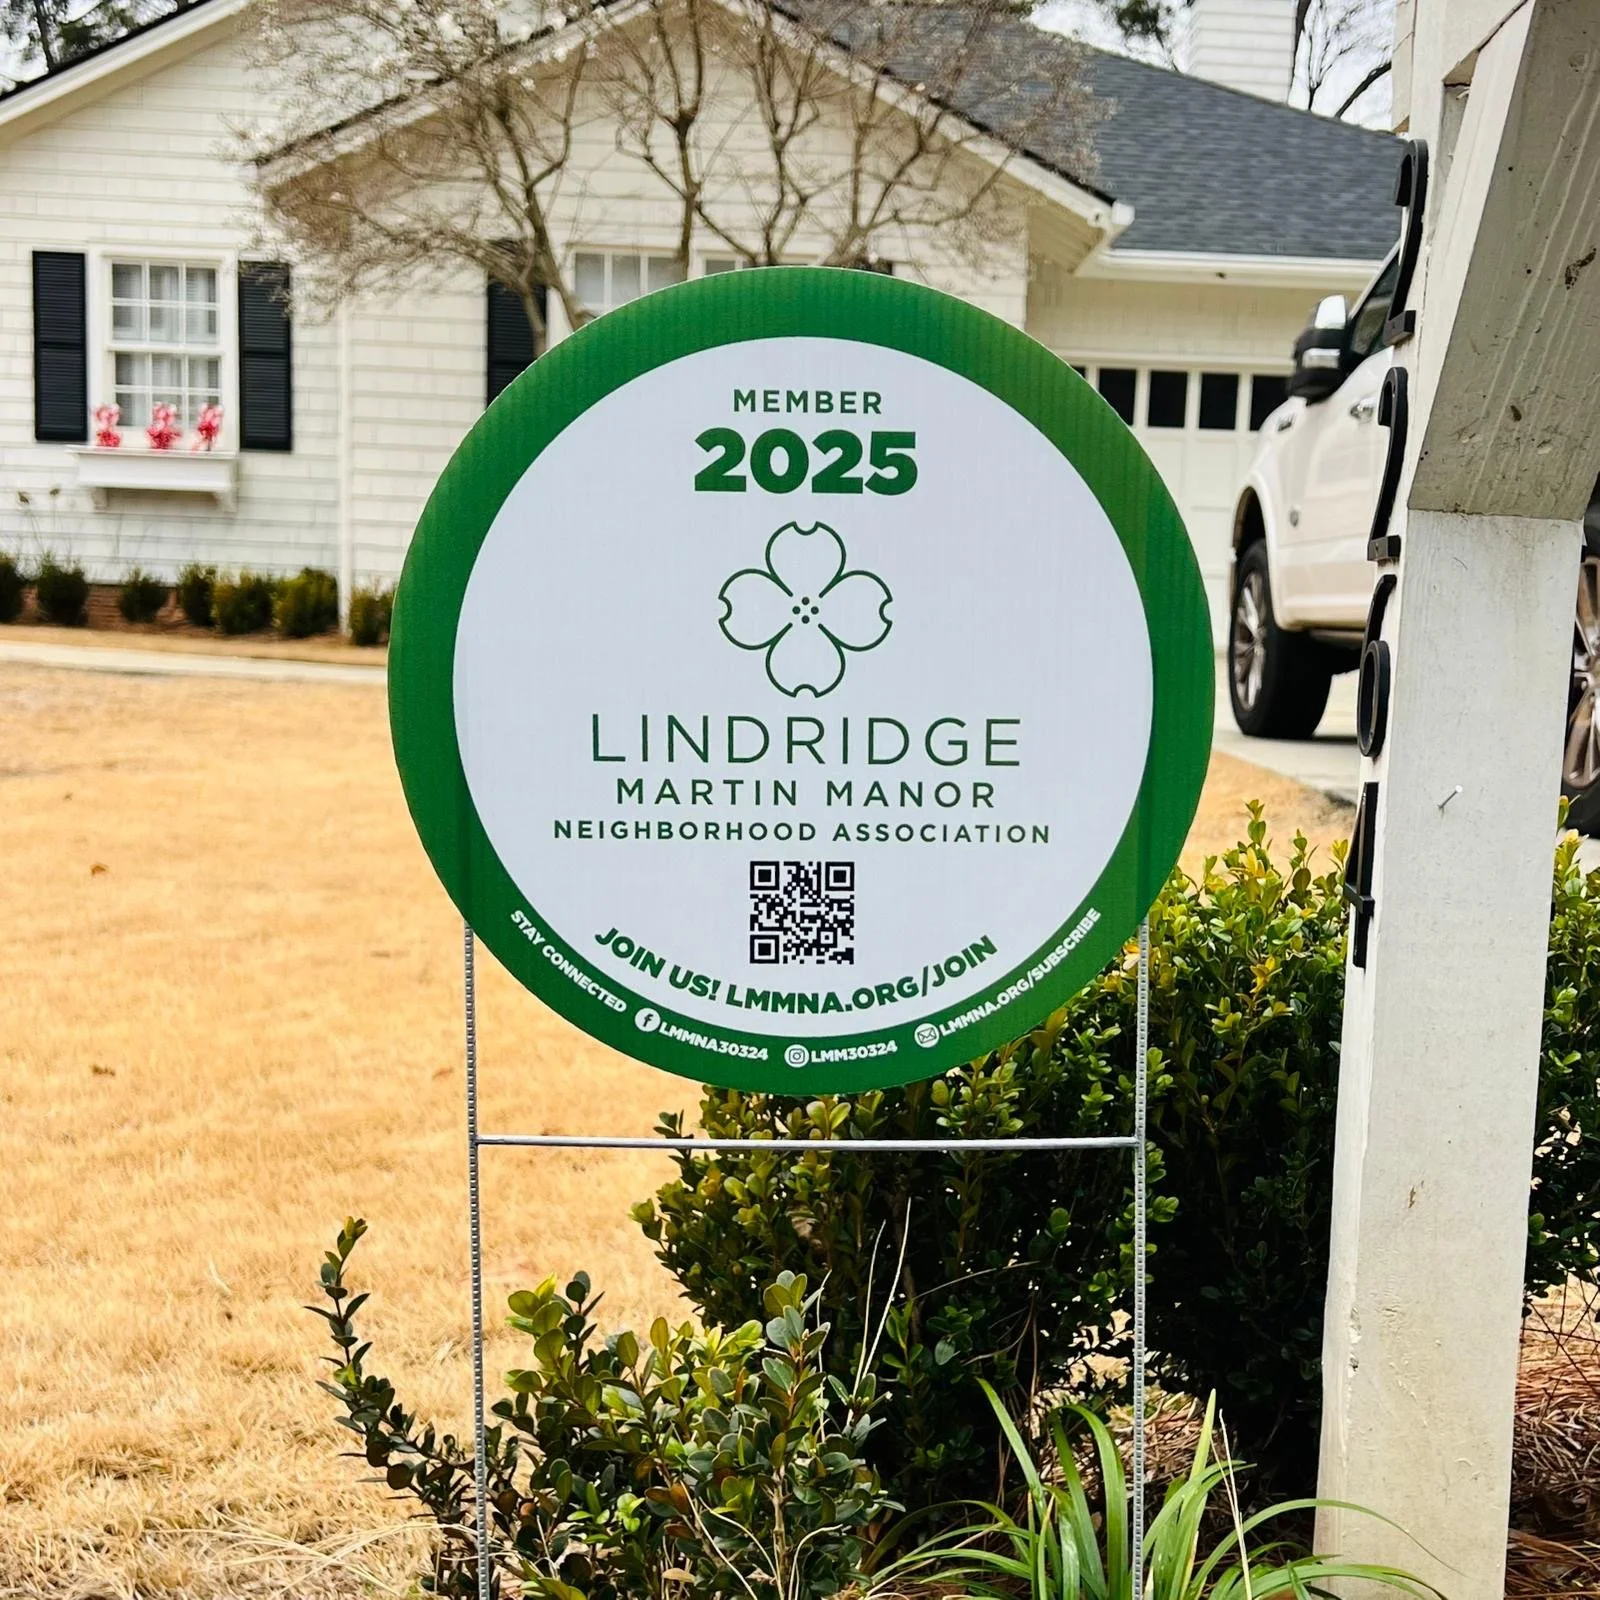 MEMBER
2025
LINDRIDGE
MARTIN MANOR
NEIGHBORHOOD ASSOCIATION
JOIN US! LMMNA.ORG/JOIN
STAY CONNECTED
LMMNA30324
LMM30324
LMMNA.ORG/SUBSCRIBE